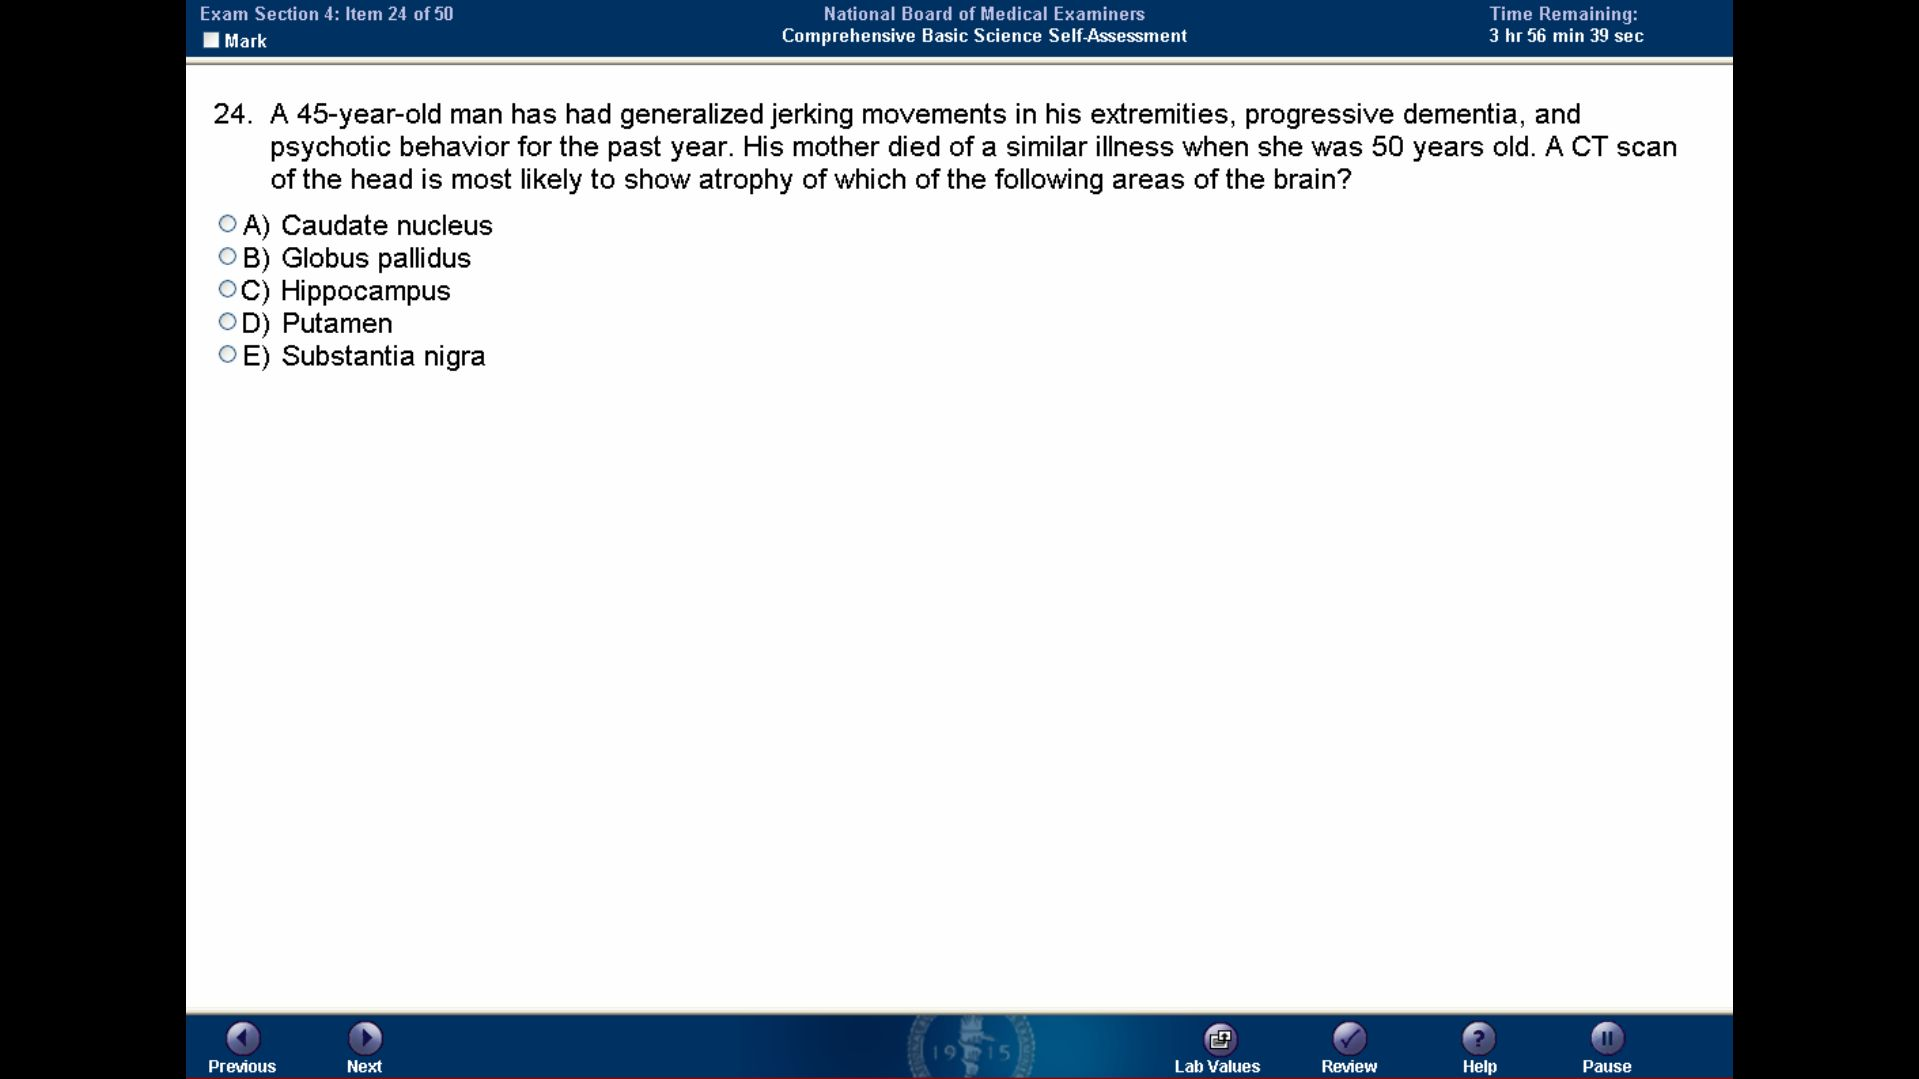 Exam Section 4: Item 24 of 50
National Board of Medical Examiners
Time Remaining:
Mark
Comprehensive Basic Science Self-Assessment
3 hr 56 min 39 sec
24. A 45-year-old man has had generalized jerking movements in his extremities, progressive dementia, and
psychotic behavior for the past year. His mother died of a similar illness when she was 50 years old. A CT scan
of the head is most likely to show atrophy of which of the following areas of the brain?
A) Caudate nucleus
B) Globus pallidus
C) Hippocampus
D) Putamen
E) Substantia nigra
1915
Previous
Next
Lab Values
Review
Help
Pause